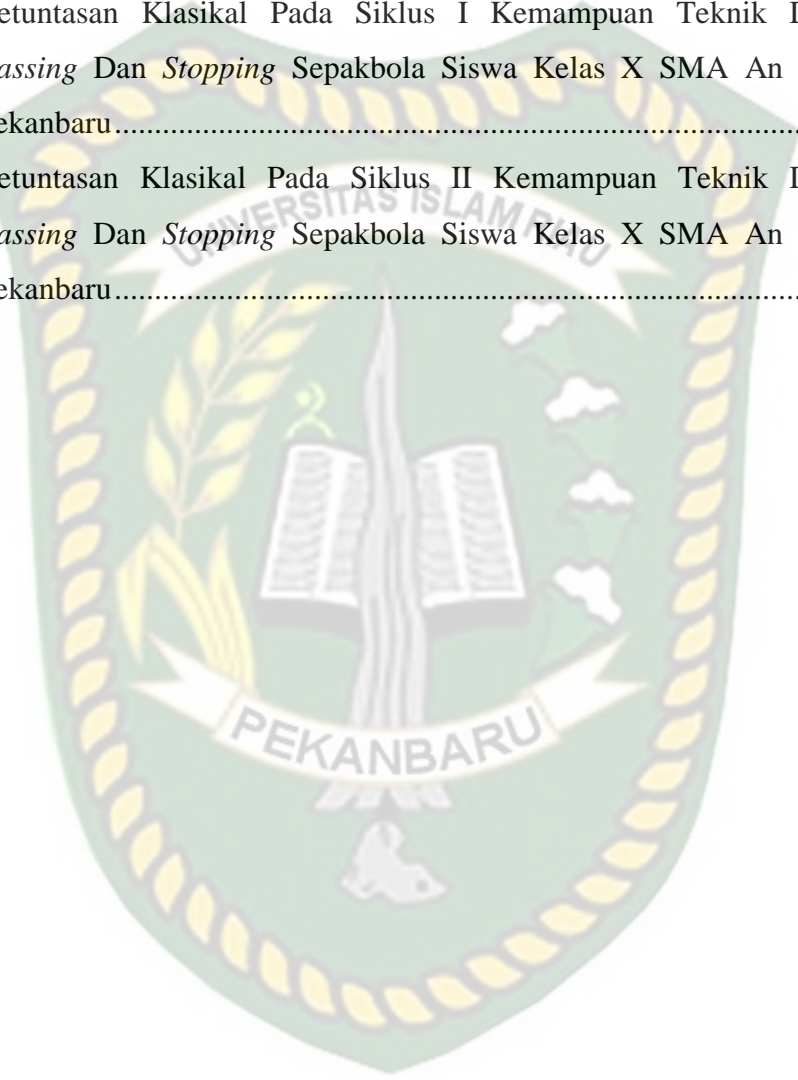 etuntasan Klasikal Pada Siklus I Kemampuan Teknik
assing Dan Stopping Sepakbola Siswa Kelas X SMA An
ekanbaru....................................................................................
etuntasan Klasikal Pada Siklus II Kemampuan Teknik
assing Dan Stopping Sepakbola Siswa Kelas X SMA An
ekanbaru....................................................................................
UNIVERSITAS ISLAM RIAU
PEKANBARU